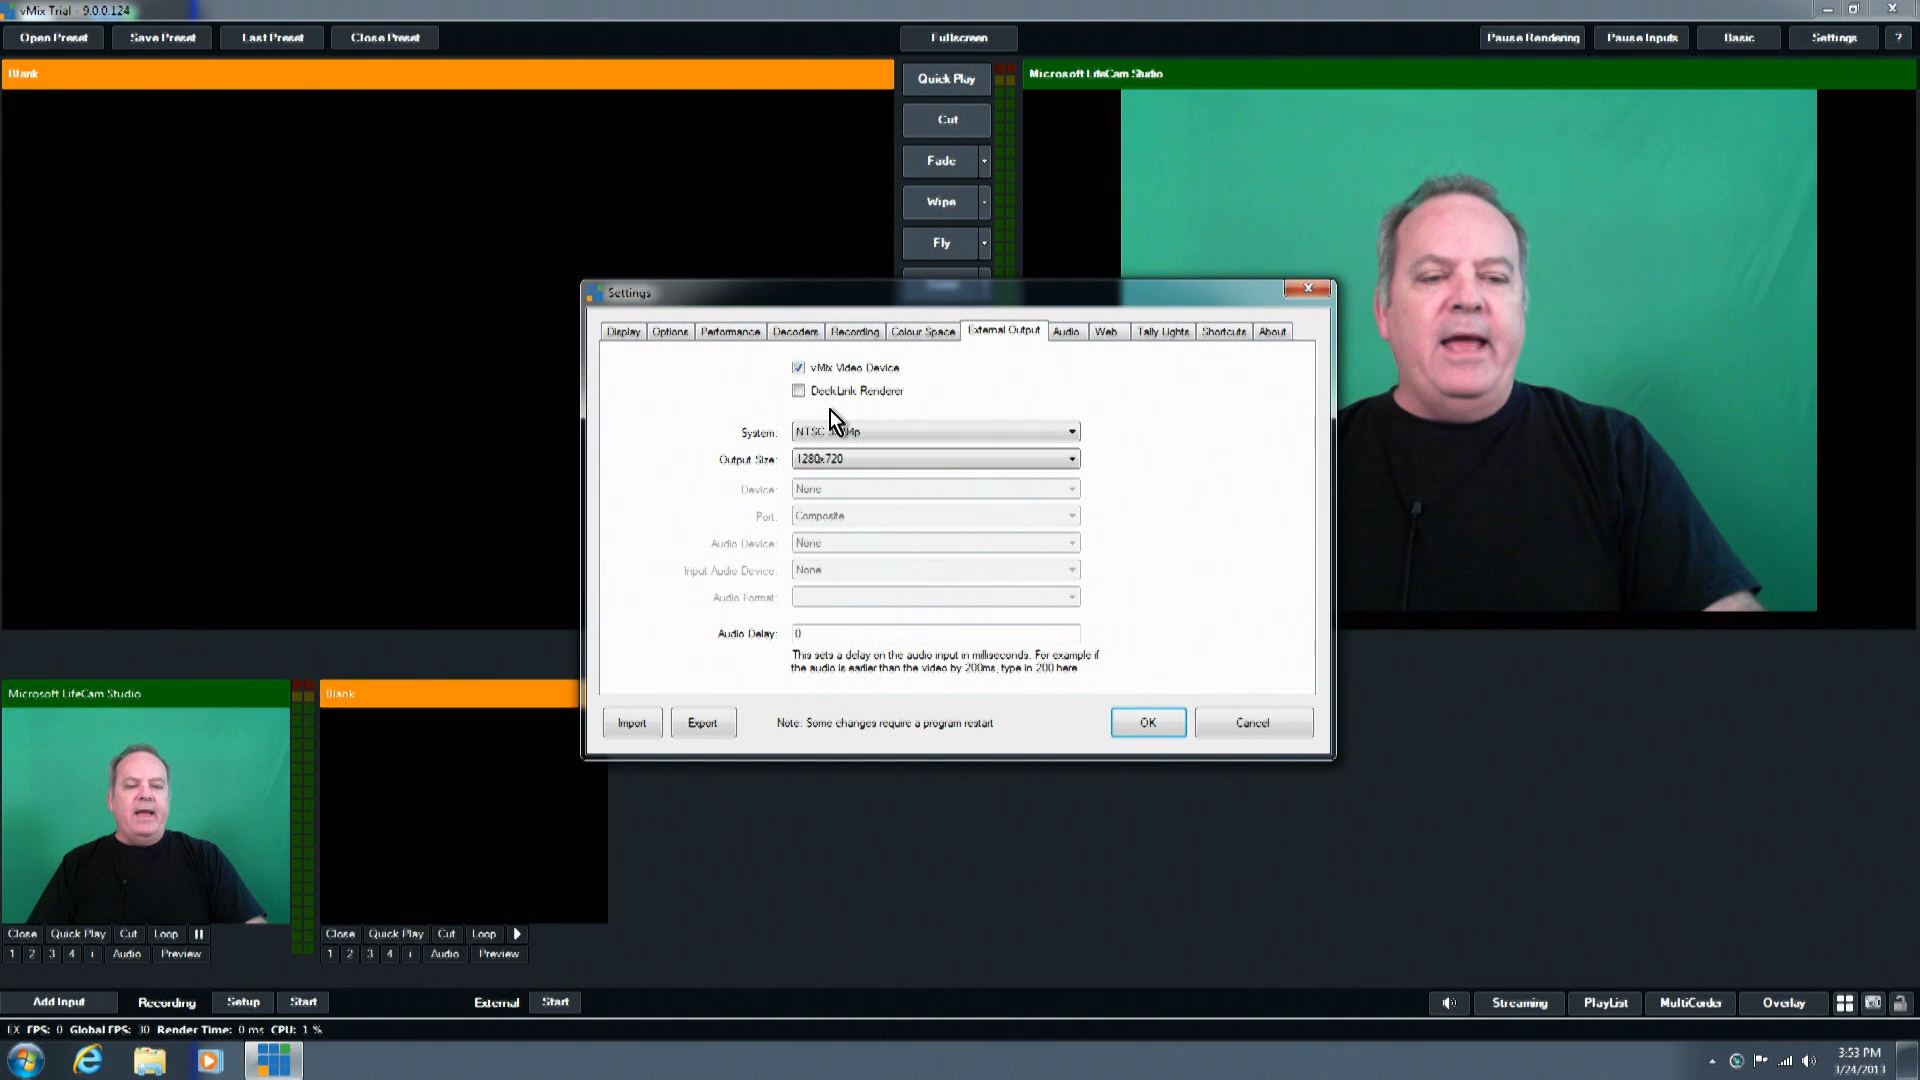 vMix Trial - 9.0.0.124
Open Preset Save Preset Last Preset Close Preset Fullscreen Pause Rendering Pause Inputs Basic Settings ?
Blank
Quick Play
Microsoft LifeCam Studio
Cut
Fade
Wipe
Fly
Settings
Display Options Performance Decoders Recording Colour Space External Output Audio Web Tally Lights Shortcuts About
vMix Video Device
DeckLink Renderer
System: NTSC
Output Size: 1280x720
Device: None
Port: Composite
Audio Device: None
Input Audio Device: None
Audio Format:
Audio Delay: 0
This sets a delay on the audio input in milliseconds. For example if
the audio is earlier than the video by 200ms, type in 200 here
Import Export Note: Some changes require a program restart OK Cancel
Microsoft LifeCam Studio
Blank
Close Quick Play Cut Loop
1 2 3 4 i Audio Preview
Close Quick Play Cut Loop
1 2 3 4 i Audio Preview
Add Input Recording Setup Start External Start Streaming PlayList MultiCorder Overlay
EX FPS: 0 Global FPS: 30 Render Time: 0 ms CPU: 1 %
3:53 PM
3/24/2013